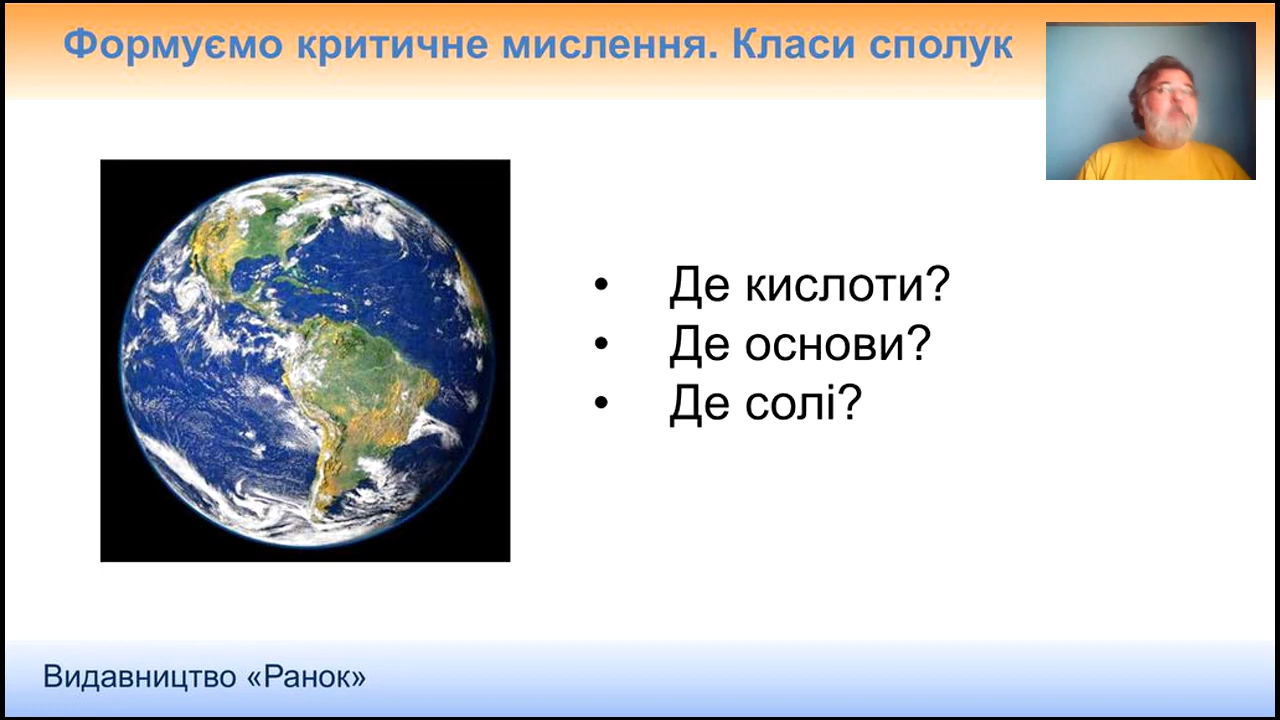 Формуємо критичне мислення. Класи сполук
• Де кислоти?
• Де основи?
• Де солі?
Видавництво «Ранок»